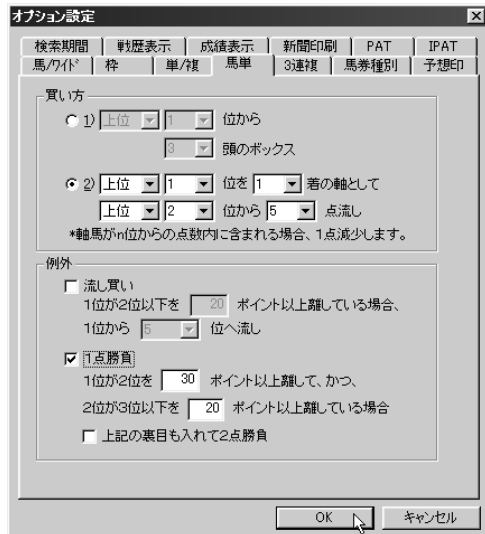 オプション設定
検索期間 戦歴表示 成績表示 新聞印刷 PAT IPAT
馬/ワイド 枠 単/複 馬単 3連複 馬券種別 予想印
買い方
1) 上位 1 位から
3 頭のボックス
2) 上位 1 位を 1 着の軸として
上位 2 位から 5 点流し
*軸馬がn位からの点数内に含まれる場合、1点減少します。
例外
流し買い
1位が2位以下を 20 ポイント以上離している場合、
1位から 5 位へ流し
1点勝負
1位が2位を 30 ポイント以上離して、かつ、
2位が3位以下を 20 ポイント以上離している場合
上記の裏目も入れて2点勝負
OK キャンセル